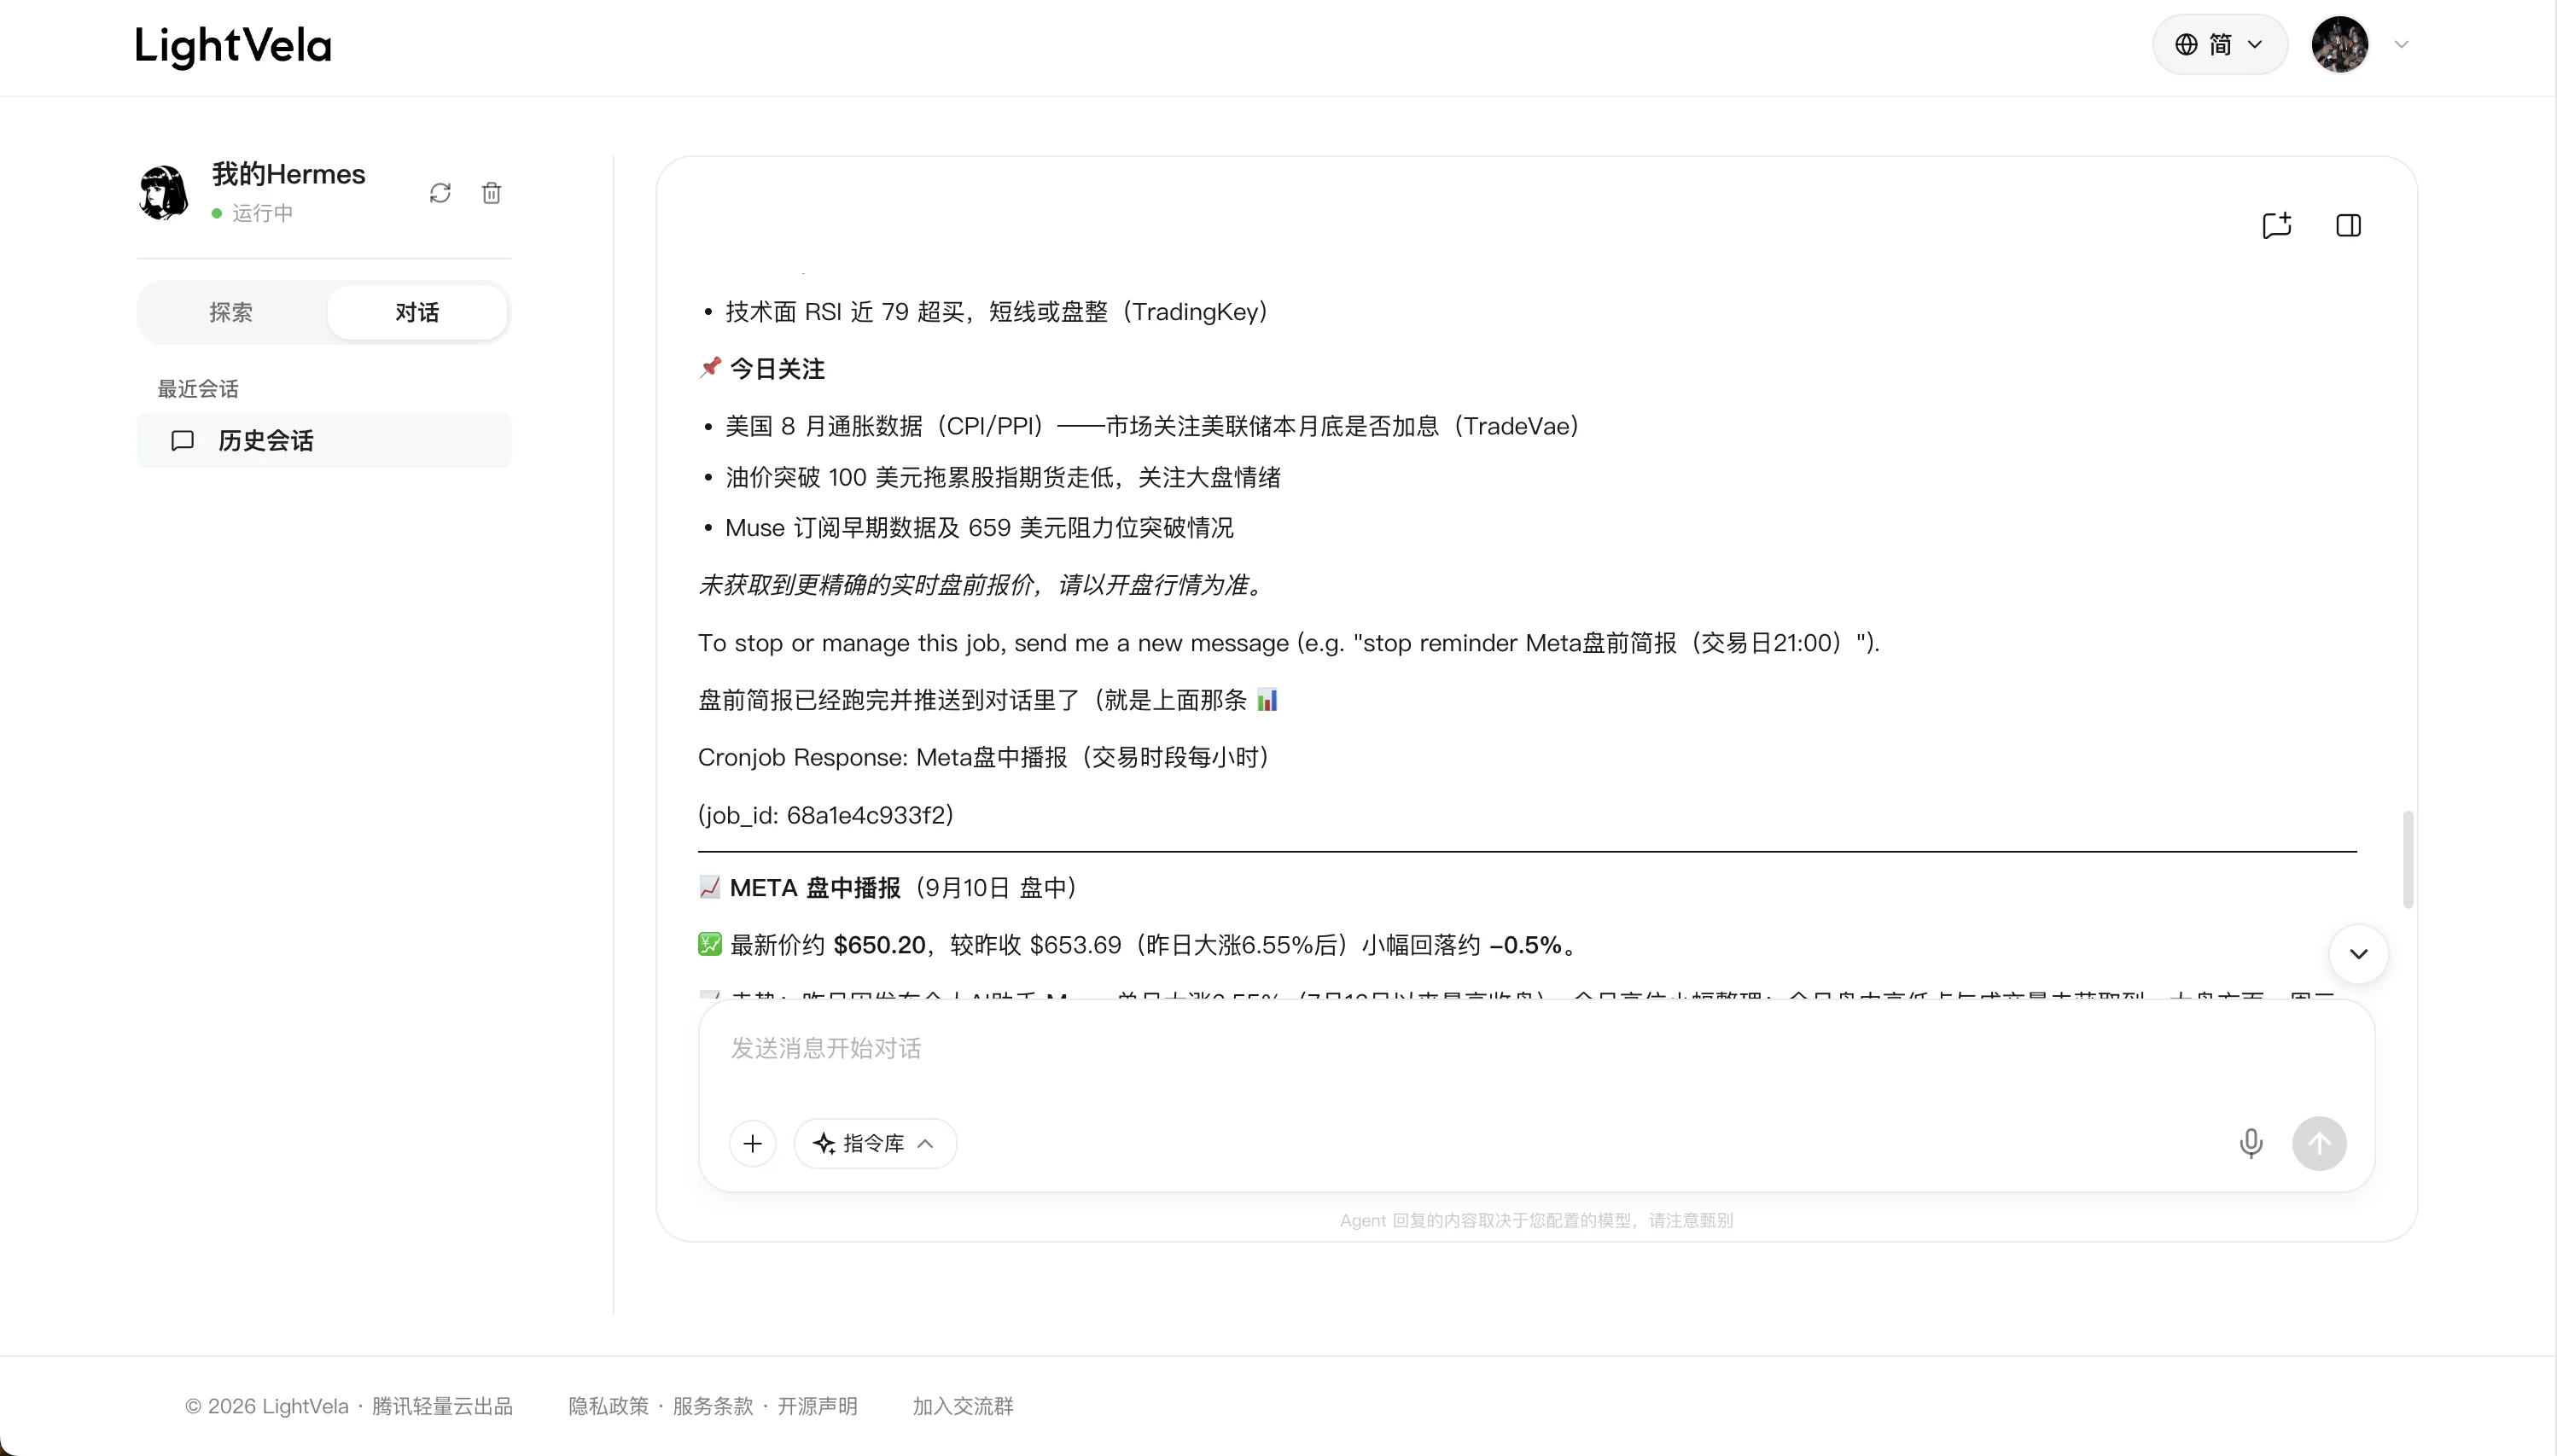 LightVela
简
我的Hermes
运行中
探索
对话
最近会话
历史会话
• 技术面 RSI 近 79 超买，短线或盘整（TradingKey）
📌 今日关注
• 美国 8 月通胀数据（CPI/PPI）——市场关注美联储本月底是否加息（TradeVae）
• 油价突破 100 美元拖累股指期货走低，关注大盘情绪
• Muse 订阅早期数据及 659 美元阻力位突破情况
未获取到更精确的实时盘前报价，请以开盘行情为准。
To stop or manage this job, send me a new message (e.g. "stop reminder Meta盘前简报（交易日21:00）").
盘前简报已经跑完并推送到对话里了（就是上面那条 📊
Cronjob Response: Meta盘中播报（交易时段每小时）
(job_id: 68a1e4c933f2)
📈 META 盘中播报（9月10日 盘中）
💹 最新价约 $650.20，较昨收 $653.69（昨日大涨6.55%后）小幅回落约 −0.5%。
发送消息开始对话
指令库
Agent 回复的内容取决于您配置的模型，请注意甄别
© 2026 LightVela · 腾讯轻量云出品 隐私政策 · 服务条款 · 开源声明 加入交流群